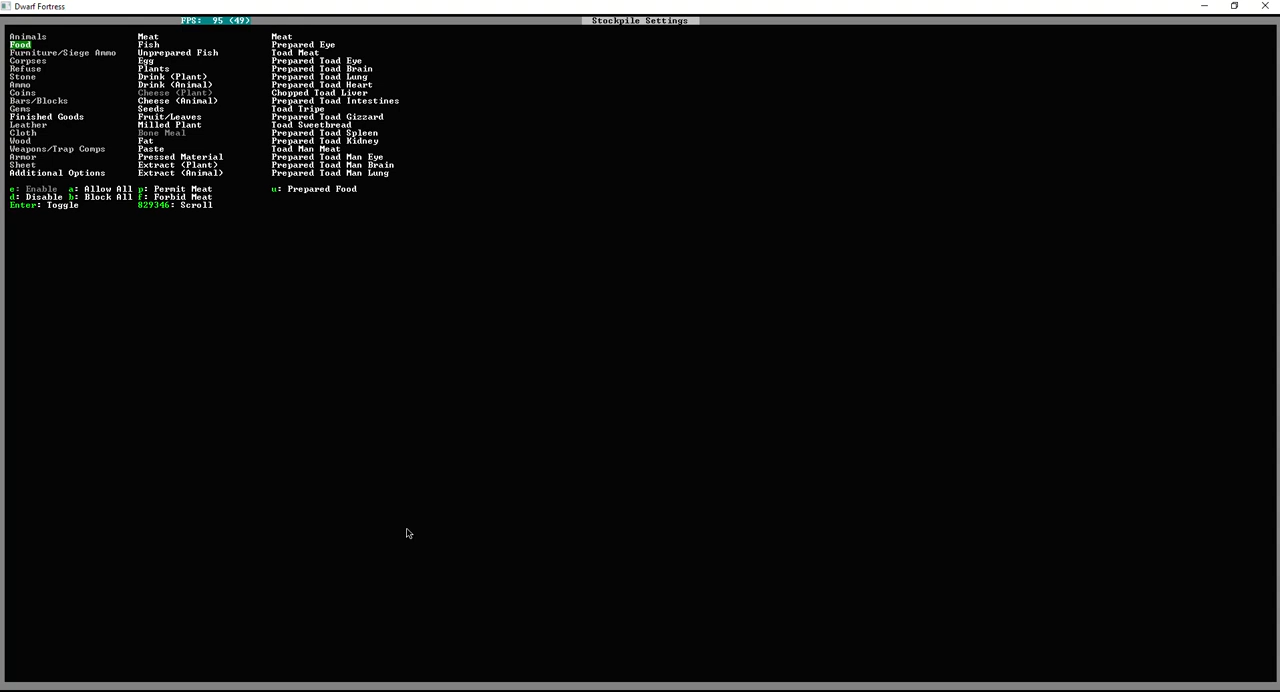 Dwarf Fortress
FPS: 95 (49) Stockpile Settings
Animals Meat Meat
Food Fish Prepared Eye
Furniture/Siege Ammo Unprepared Fish Toad Meat
Corpses Egg Prepared Toad Eye
Refuse Plants Prepared Toad Brain
Stone Drink (Plant) Prepared Toad Lung
Ammo Drink (Animal) Prepared Toad Heart
Coins Cheese (Plant) Chopped Toad Liver
Bars/Blocks Cheese (Animal) Prepared Toad Intestines
Gems Seeds Toad Tripe
Finished Goods Fruit/Leaves Prepared Toad Gizzard
Leather Milled Plant Toad Sweetbread
Cloth Bone Meal Prepared Toad Spleen
Wood Fat Prepared Toad Kidney
Weapons/Trap Comps Paste Toad Man Meat
Armor Pressed Material Prepared Toad Man Eye
Sheet Extract (Plant) Prepared Toad Man Brain
Additional Options Extract (Animal) Prepared Toad Man Lung
e: Enable a: Allow All p: Permit Meat u: Prepared Food
d: Disable b: Block All f: Forbid Meat
Enter: Toggle 829346: Scroll